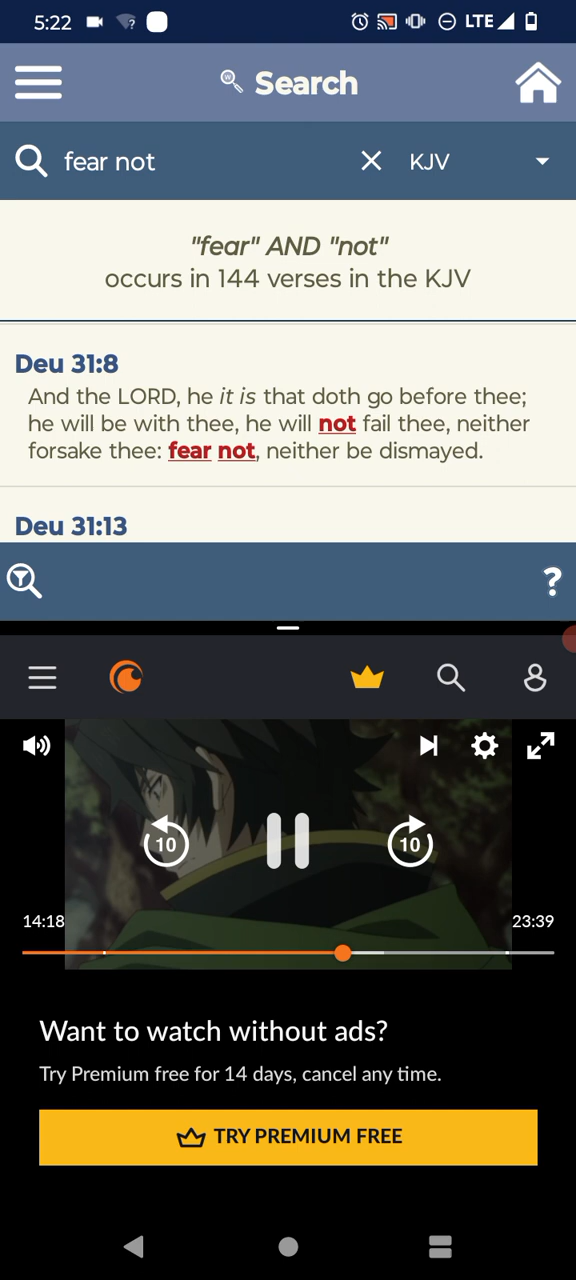 5:22
LTE
Search
fear not
KJV
"fear" AND "not"
occurs in 144 verses in the KJV
Deu 31:8
And the LORD, he it is that doth go before thee;
he will be with thee, he will not fail thee, neither
forsake thee: fear not, neither be dismayed.
Deu 31:13
?
10
10
14:18
23:39
Want to watch without ads?
Try Premium free for 14 days, cancel any time.
TRY PREMIUM FREE